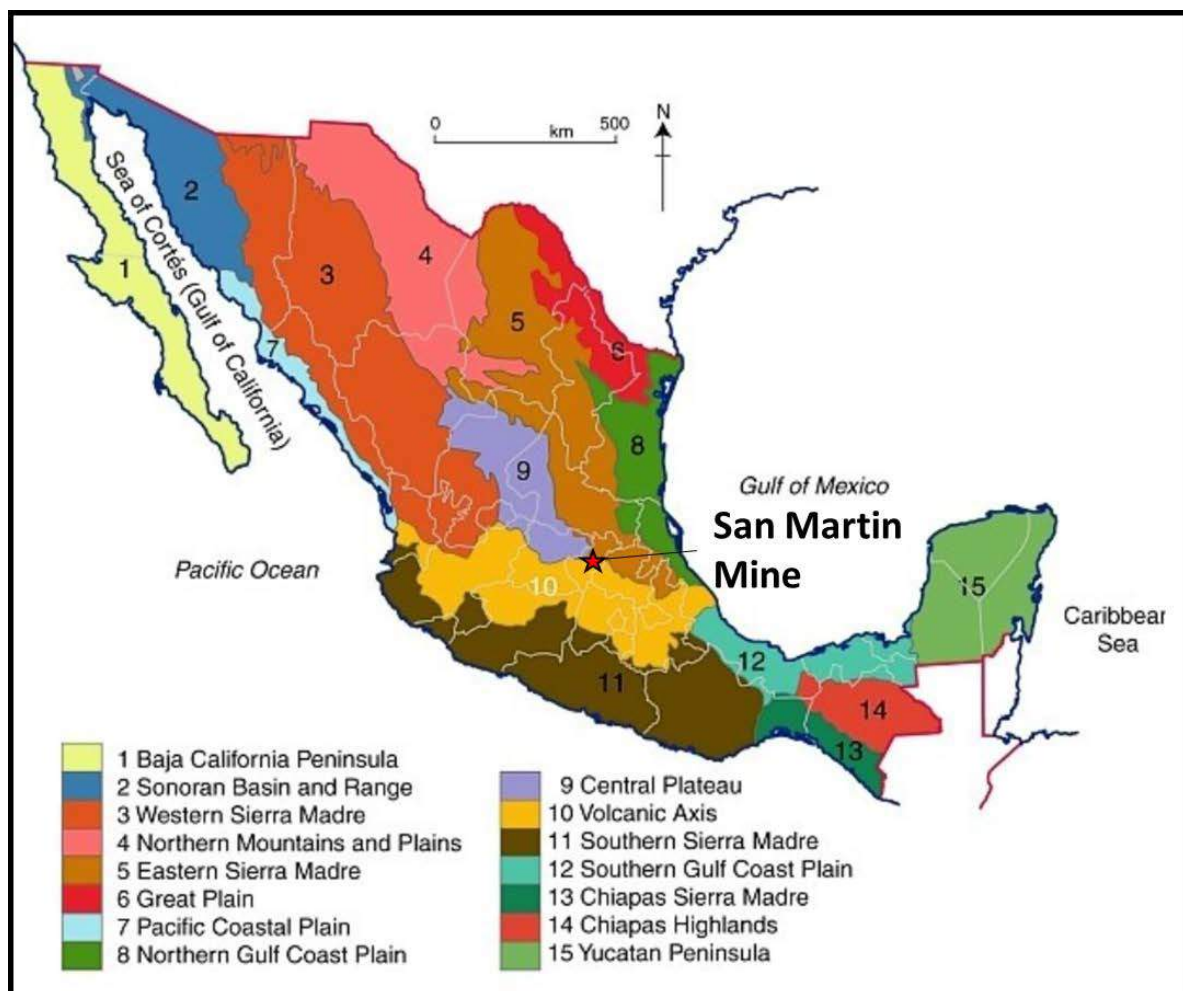 0 500
km
N
Sea of Cortés (Gulf of California)
1
2
3
4
5
6
7
8
9
10
11
12
13
14
15
Gulf of Mexico
San Martin
Mine
Pacific Ocean
Caribbear
Sea
1 Baja California Peninsula
2 Sonoran Basin and Range
3 Western Sierra Madre
4 Northern Mountains and Plains
5 Eastern Sierra Madre
6 Great Plain
7 Pacific Coastal Plain
8 Northern Gulf Coast Plain
9 Central Plateau
10 Volcanic Axis
11 Southern Sierra Madre
12 Southern Gulf Coast Plain
13 Chiapas Sierra Madre
14 Chiapas Highlands
15 Yucatan Peninsula